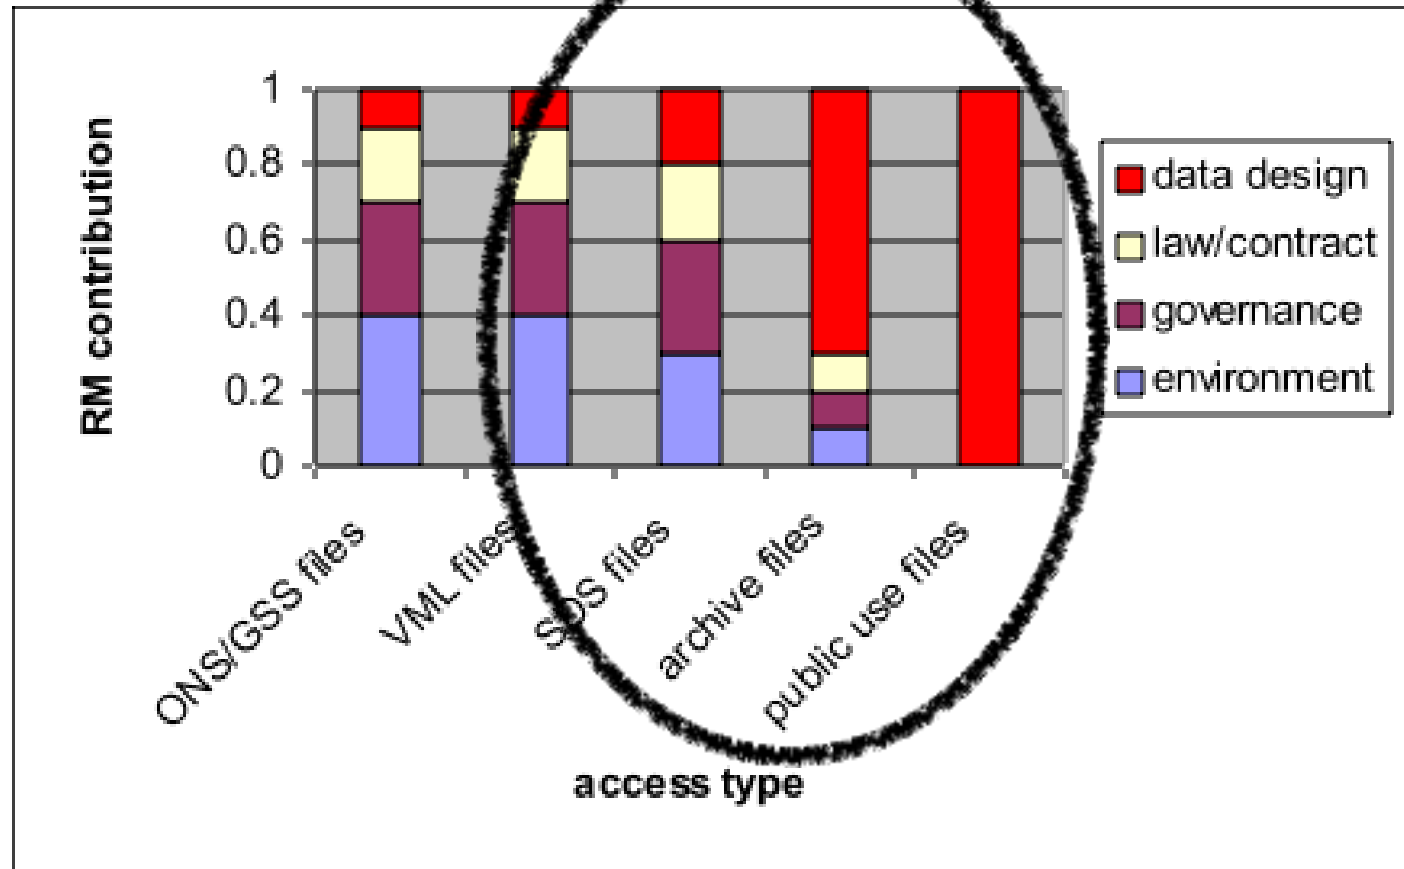 RM contribution
1
0.8
0.6
0.4
0.2
0
data design
law/contract
governance
environment
ONS/GSS files
VML files
SDS files
archive files
public use files
access type